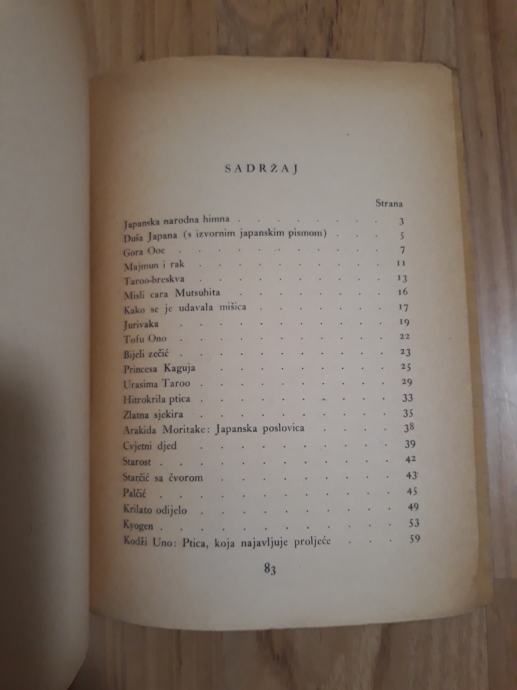 SADRŽAJ
Strana
Japanska narodna himna . . . . . . . 3
Duša Japana (s izvornim japanskim pismom) . . . 5
Gora Ooe . . . . . . . . . 7
Majmun i rak . . . . . . . . 11
Taroo-breskva . . . . . . . . 13
Misli cara Mutsuhita . . . . . . . 16
Kako se je udavala mišica . . . . . . 17
Jurivaka . . . . . . . . . 19
Tofu Ono . . . . . . . . . 22
Bijeli zečić . . . . . . . . . 23
Princesa Kaguja . . . . . . . . 25
Urasima Taroo . . . . . . . . 29
Hitrokrila ptica . . . . . . . . 33
Zlatna sjekira . . . . . . . . 35
Arakida Moritake: Japanska poslovica . . . . 38
Cvjetni djed . . . . . . . . 39
Starost . . . . . . . . . 42
Starčić sa čvorom . . . . . . . 43
Palčić . . . . . . . . . 45
Krilato odijelo . . . . . . . . 49
Kyogen . . . . . . . . . 53
Kodži Uno: Ptica, koja najavljuje proljeće . . . 59
83